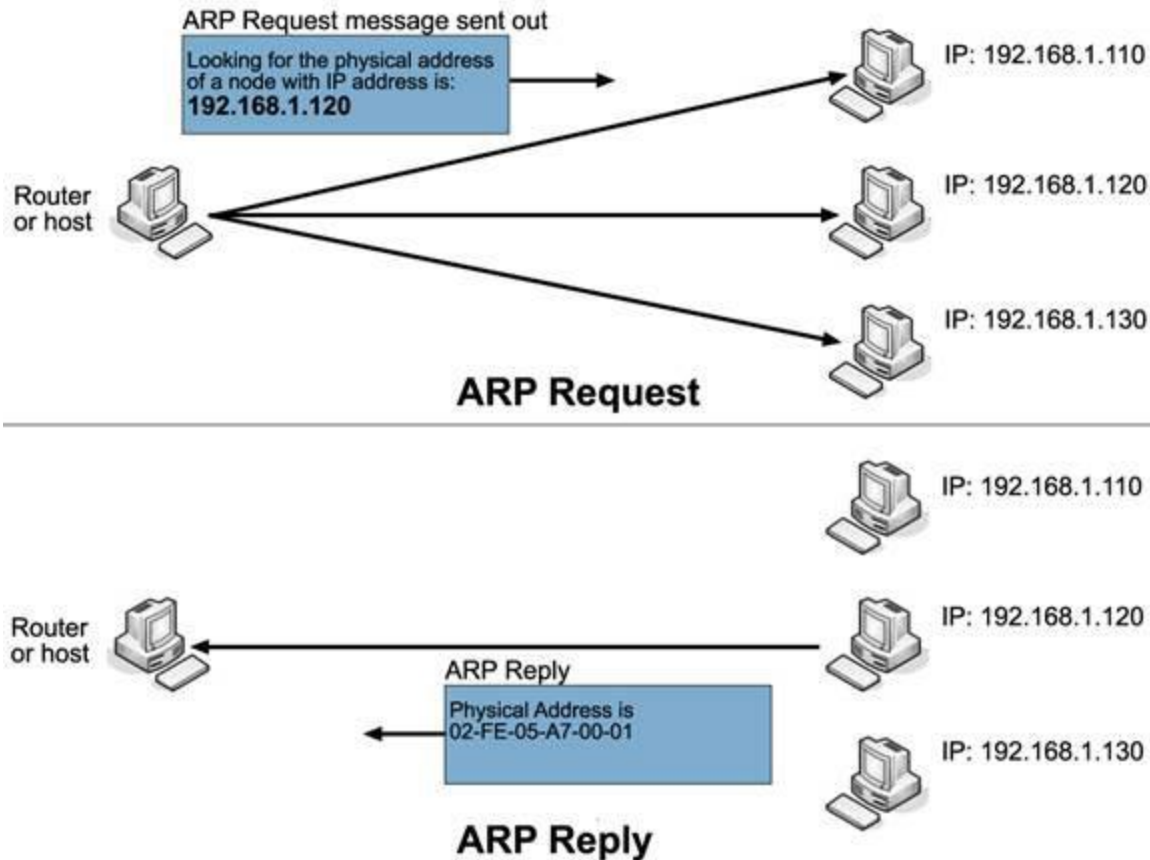 ARP Request message sent out
Looking for the physical address
of a node with IP address is:
192.168.1.120
IP: 192.168.1.110
Router
or host
IP: 192.168.1.120
IP: 192.168.1.130
ARP Request
IP: 192.168.1.110
Router
or host
IP: 192.168.1.120
ARP Reply
Physical Address is
02-FE-05-A7-00-01
IP: 192.168.1.130
ARP Reply